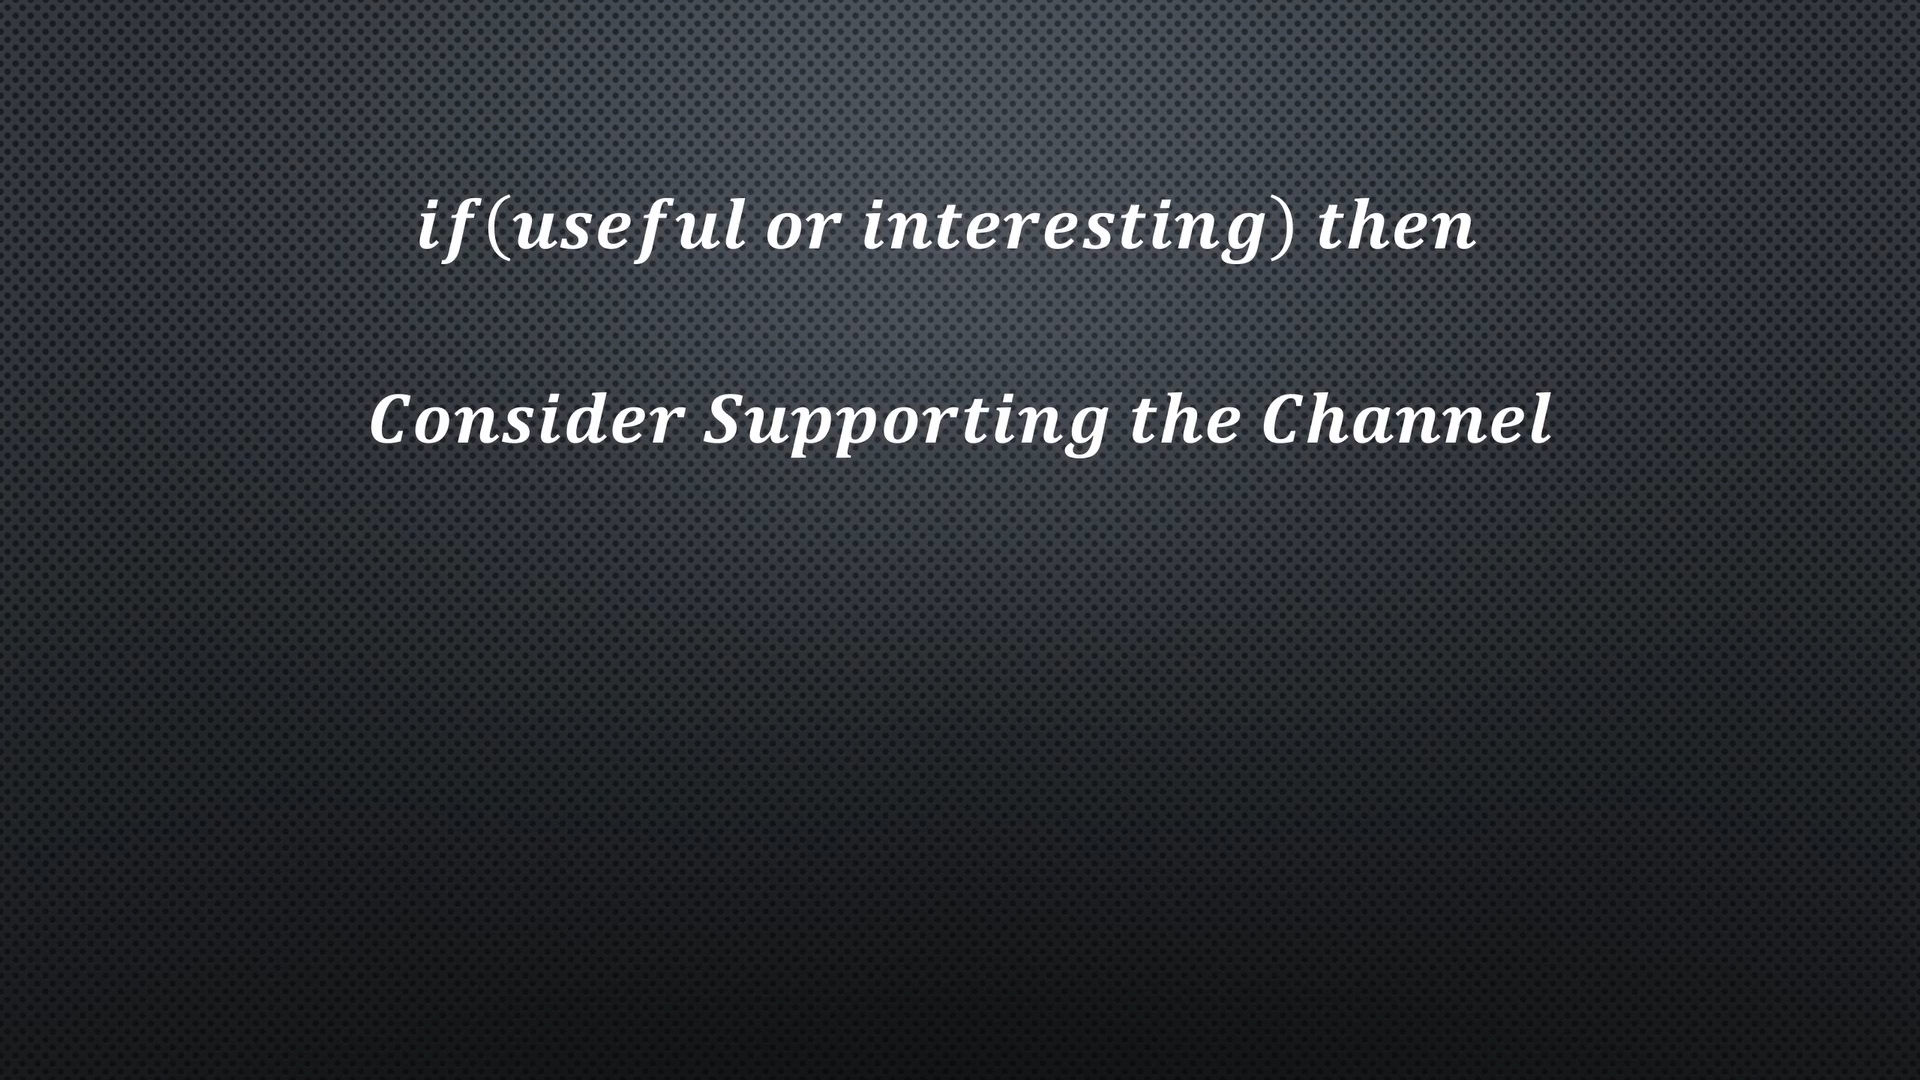 if(useful or interesting) then
Consider Supporting the Channel